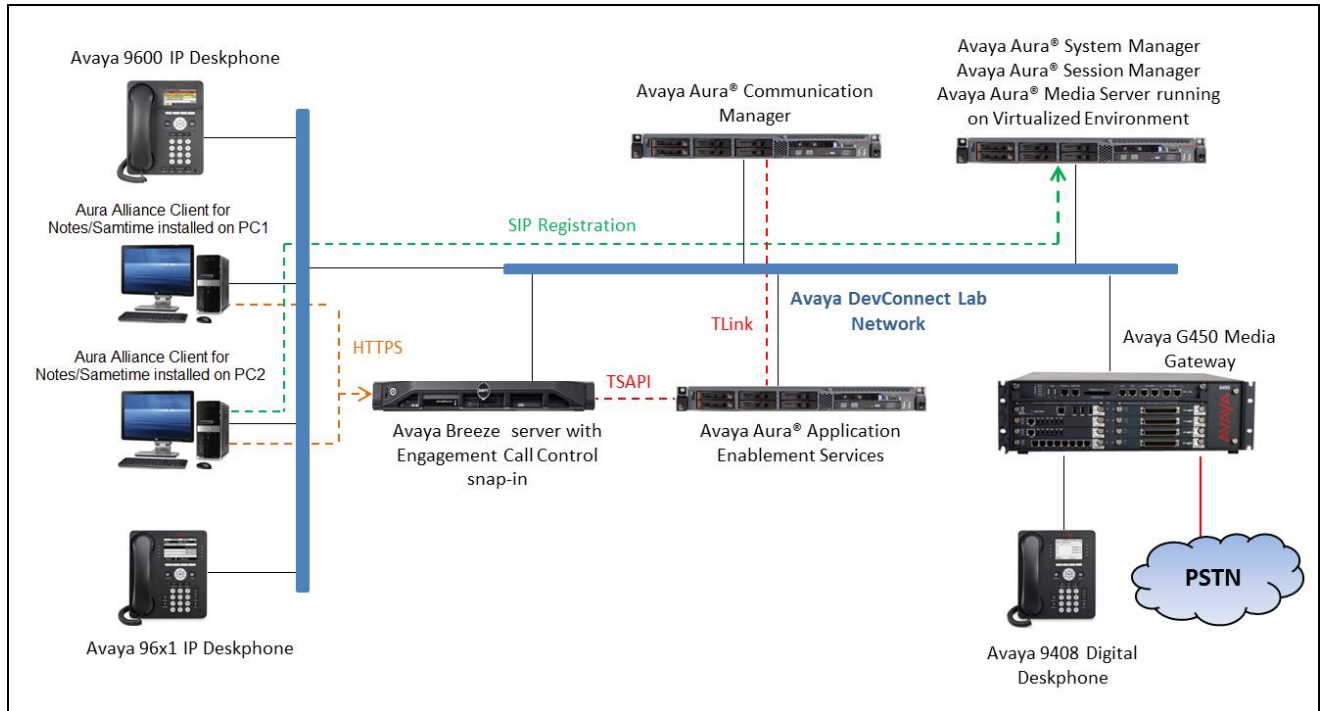 Avaya 9600 IP Deskphone
Aura Alliance Client for
Notes/Samtime installed on PC1
Aura Alliance Client for
Notes/Sametime installed on PC2
Avaya 96x1 IP Deskphone
HTTPS
SIP Registration
Avaya Breeze server with
Engagement Call Control
snap-in
TSAPI
Avaya Aura® Communication
Manager
TLink
Avaya Aura® Application
Enablement Services
Avaya Aura® System Manager
Avaya Aura® Session Manager
Avaya Aura® Media Server running
on Virtualized Environment
Avaya DevConnect Lab
Network
Avaya G450 Media
Gateway
AVAYA
Avaya 9408 Digital
Deskphone
PSTN